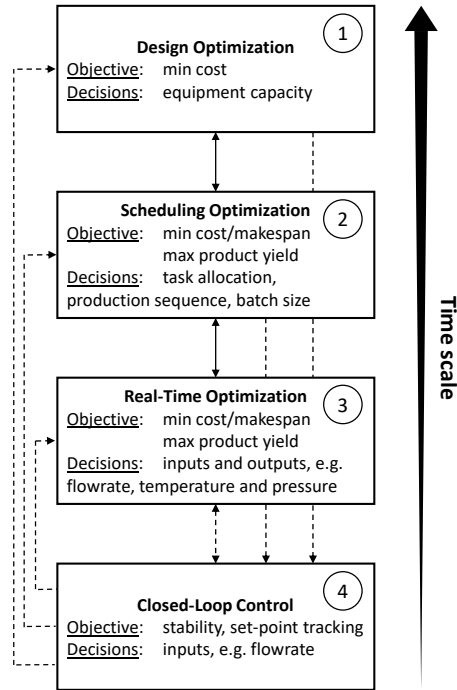 1
Design Optimization
Objective: min cost
Decisions: equipment capacity
2
Scheduling Optimization
Objective: min cost/makespan
max product yield
Decisions: task allocation,
production sequence, batch size
3
Real-Time Optimization
Objective: min cost/makespan
max product yield
Decisions: inputs and outputs, e.g.
flowrate, temperature and pressure
4
Closed-Loop Control
Objective: stability, set-point tracking
Decisions: inputs, e.g. flowrate
Time scale